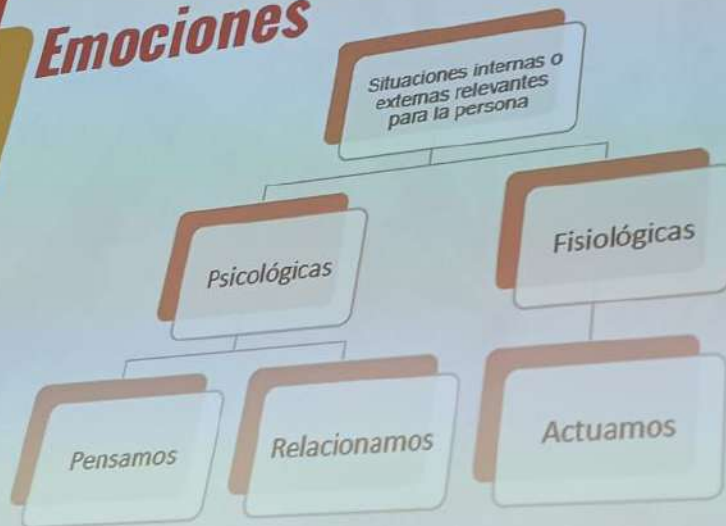 Emociones
Situaciones internas o
externas relevantes
para la persona
Psicológicas
Fisiológicas
Pensamos
Relacionamos
Actuamos